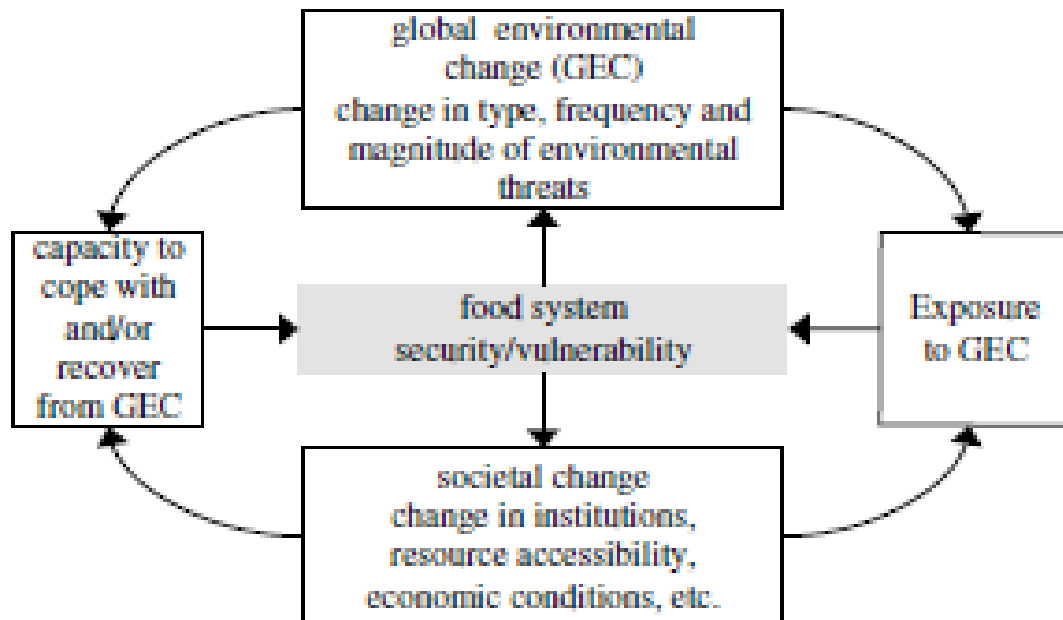 global environmental
change (GEC)
change in type, frequency and
magnitude of environmental
threats
capacity to
cope with
and/or
recover
from GEC
food system
security/vulnerability
Exposure
to GEC
societal change
change in institutions,
resource accessibility,
economic conditions, etc.